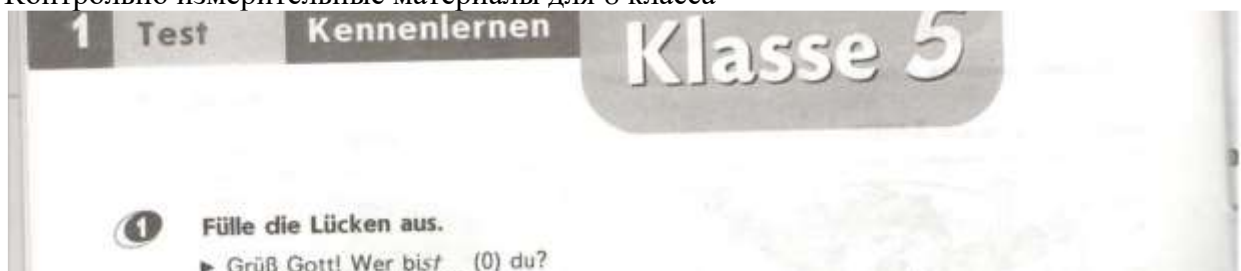 Контрольно измерительные материалы для 8 класса
1 Test Kennenlernen Klasse 5
1 Fülle die Lücken aus.
► Grüß Gott! Wer bist (0) du?